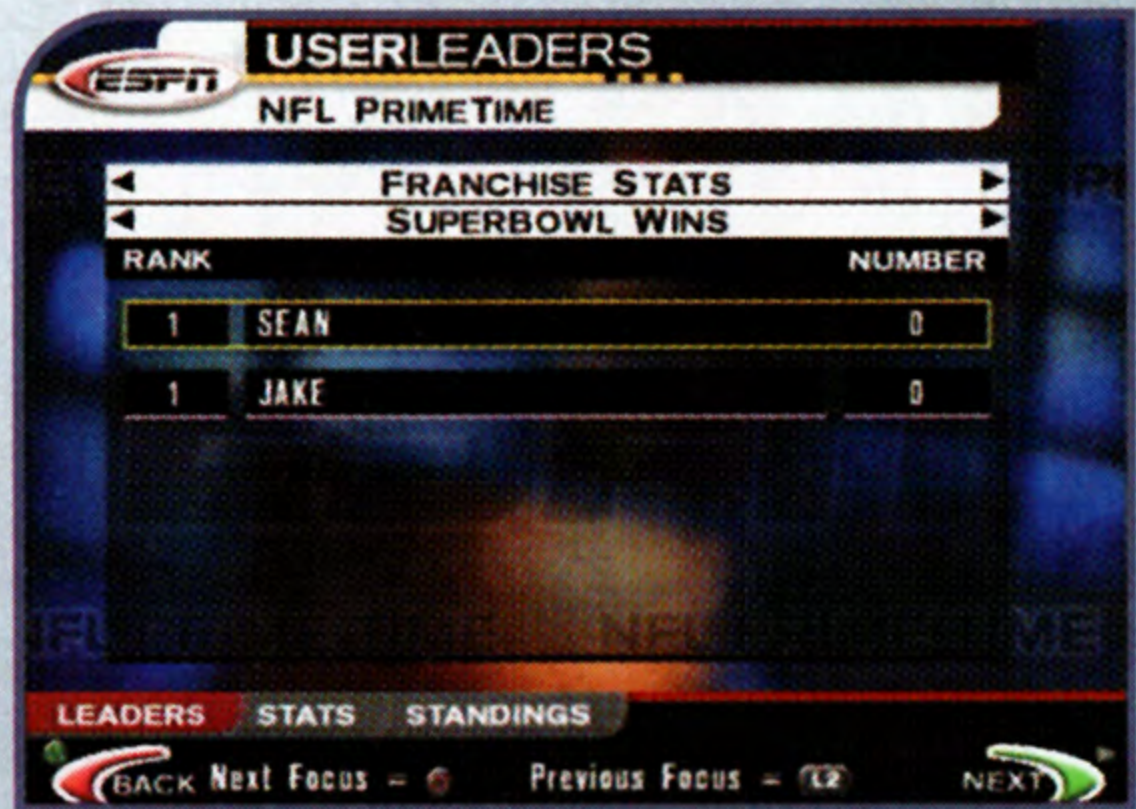 ESPN
USERLEADERS
NFL PRIMETIME
FRANCHISE STATS
SUPERBOWL WINS
RANK NUMBER
1 SEAN 0
1 JAKE 0
LEADERS STATS STANDINGS
BACK Next Focus - Previous Focus - L2 NEXT